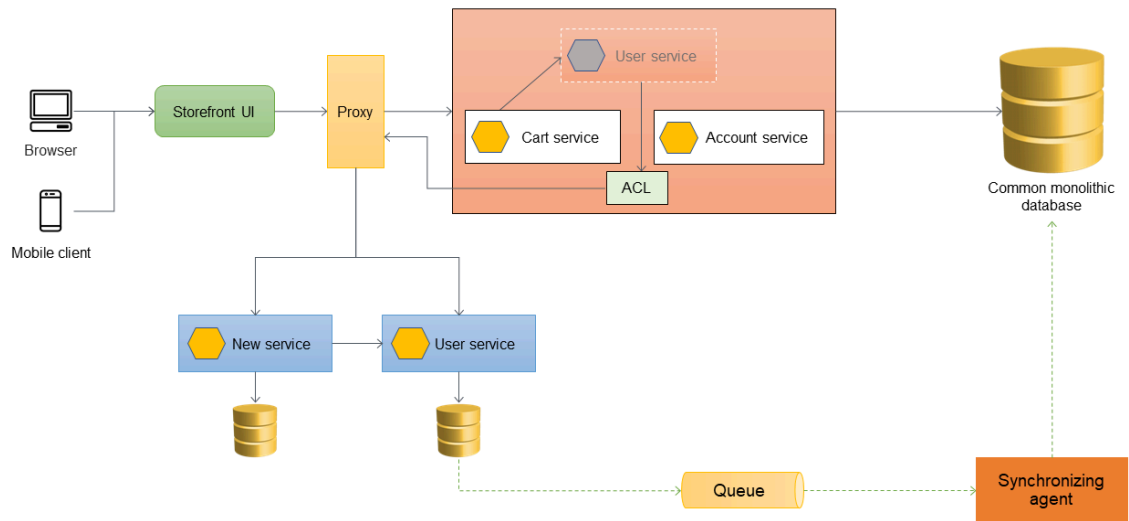 User service
Storefront UI
Proxy
Cart service
Account service
Browser
ACL
Common monolithic
database
Mobile client
New service
User service
Queue
Synchronizing
agent